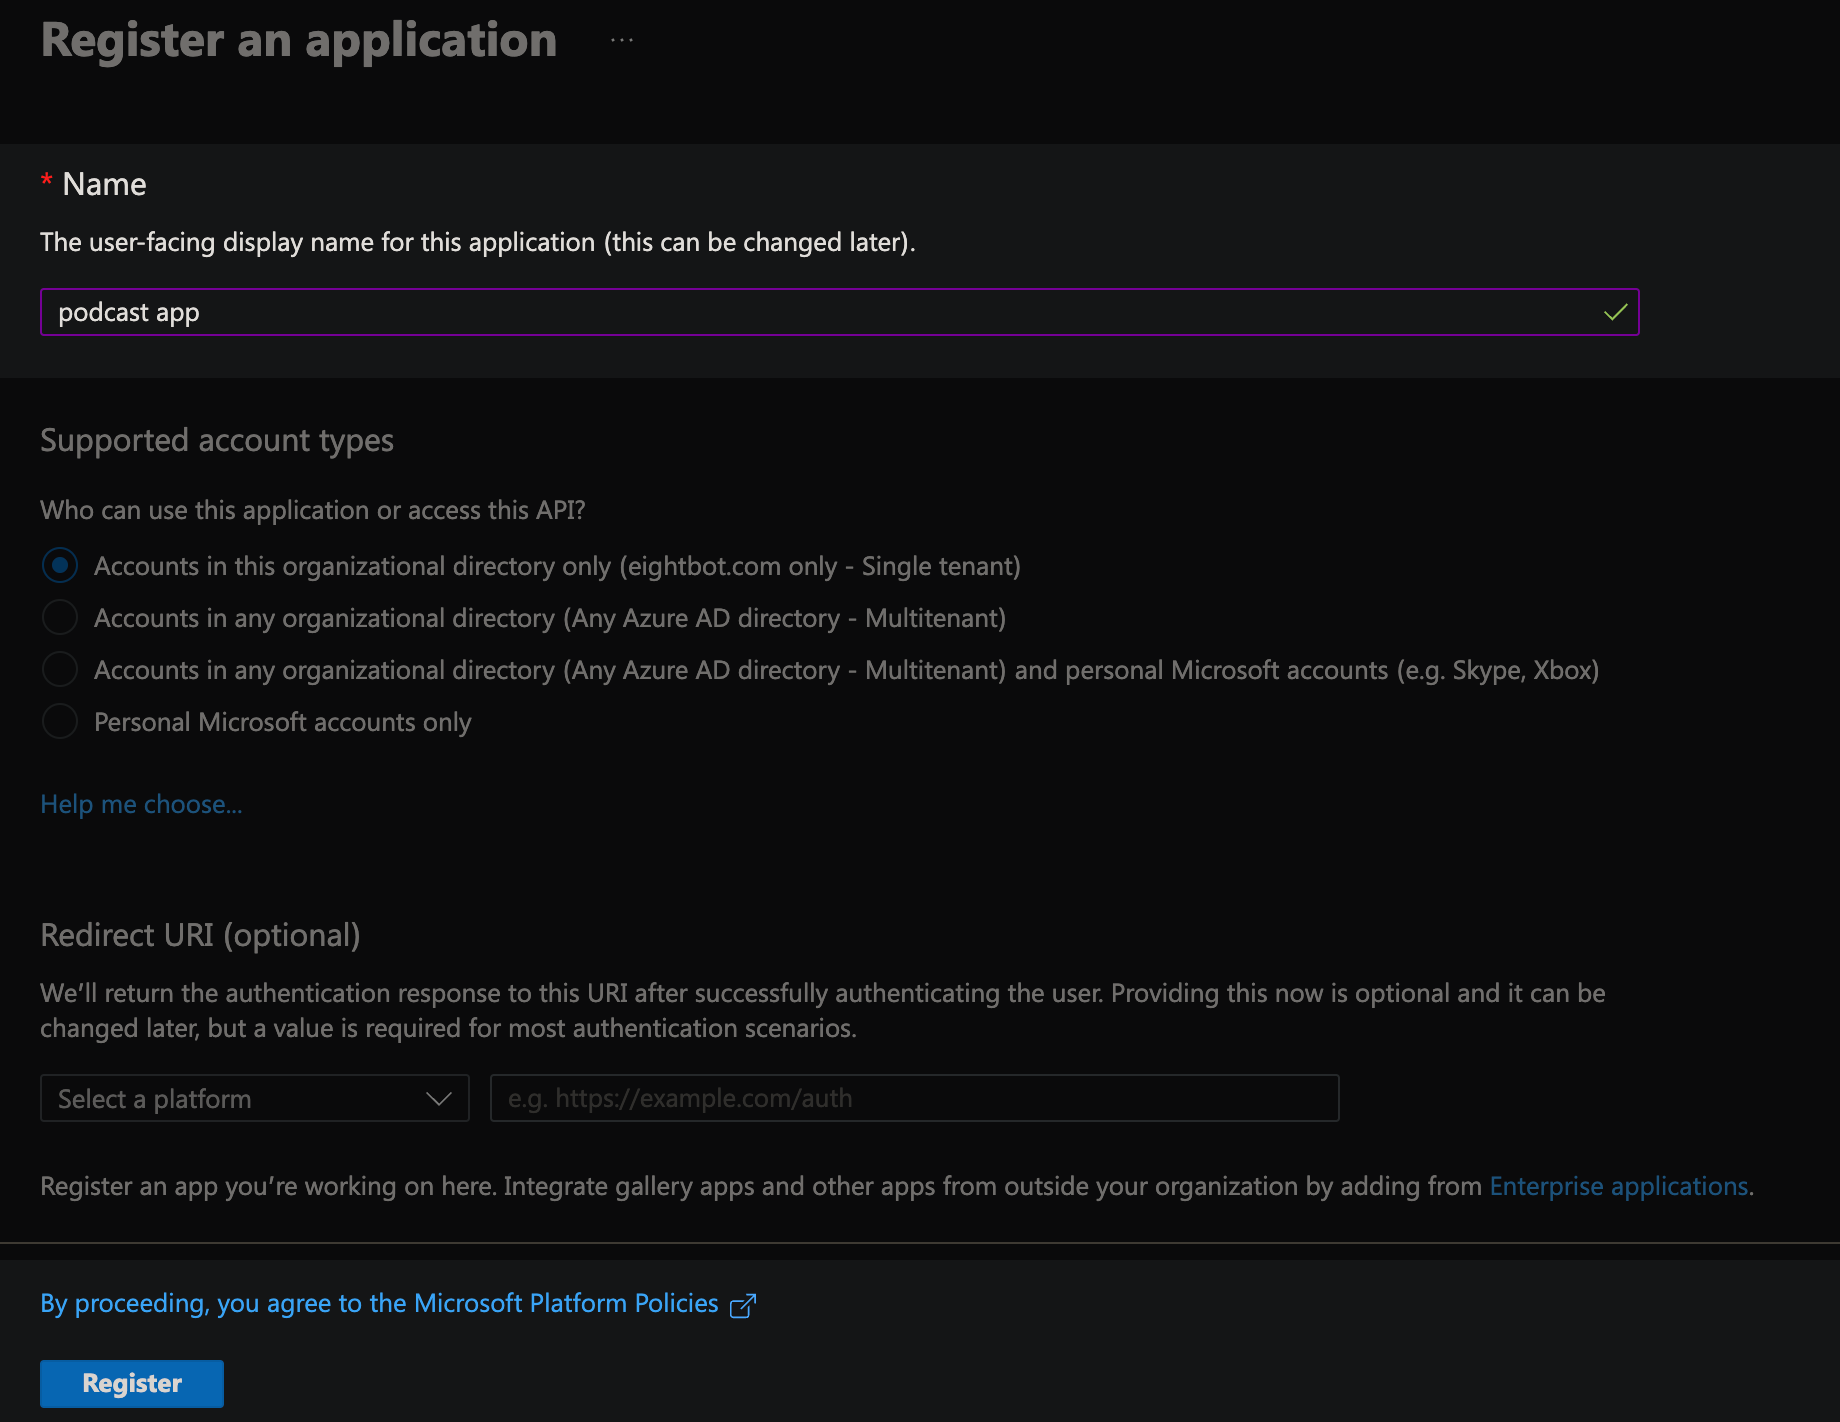 Register an application ...
* Name
The user-facing display name for this application (this can be changed later).
podcast app
Supported account types
Who can use this application or access this API?
Accounts in this organizational directory only (eightbot.com only - Single tenant)
Accounts in any organizational directory (Any Azure AD directory - Multitenant)
Accounts in any organizational directory (Any Azure AD directory - Multitenant) and personal Microsoft accounts (e.g. Skype, Xbox)
Personal Microsoft accounts only
Help me choose...
Redirect URI (optional)
We’ll return the authentication response to this URI after successfully authenticating the user. Providing this now is optional and it can be
changed later, but a value is required for most authentication scenarios.
Select a platform
e.g. https://example.com/auth
Register an app you’re working on here. Integrate gallery apps and other apps from outside your organization by adding from Enterprise applications.
By proceeding, you agree to the Microsoft Platform Policies
Register